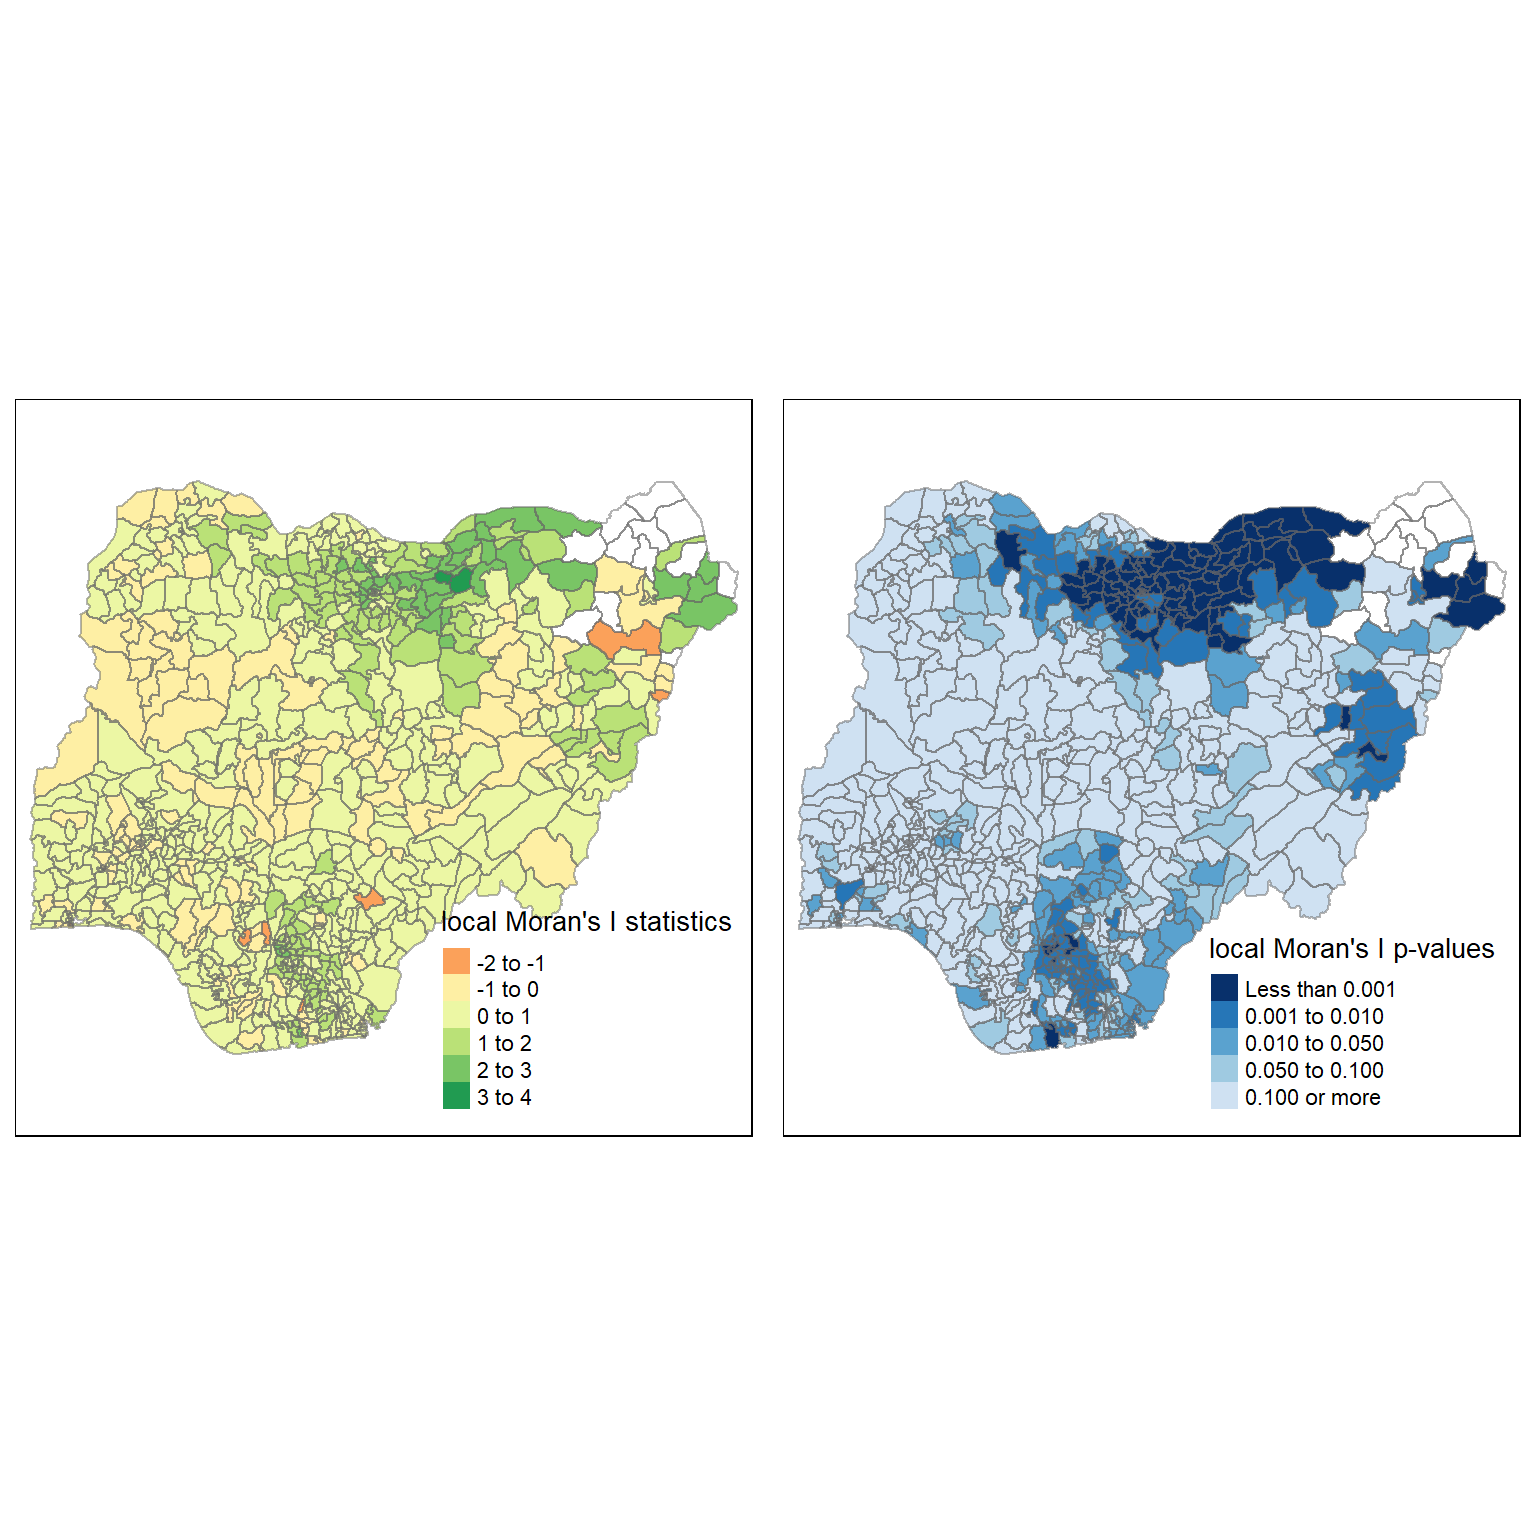 local Moran's I statistics
-2 to -1
-1 to 0
0 to 1
1 to 2
2 to 3
3 to 4
local Moran's I p-values
Less than 0.001
0.001 to 0.010
0.010 to 0.050
0.050 to 0.100
0.100 or more